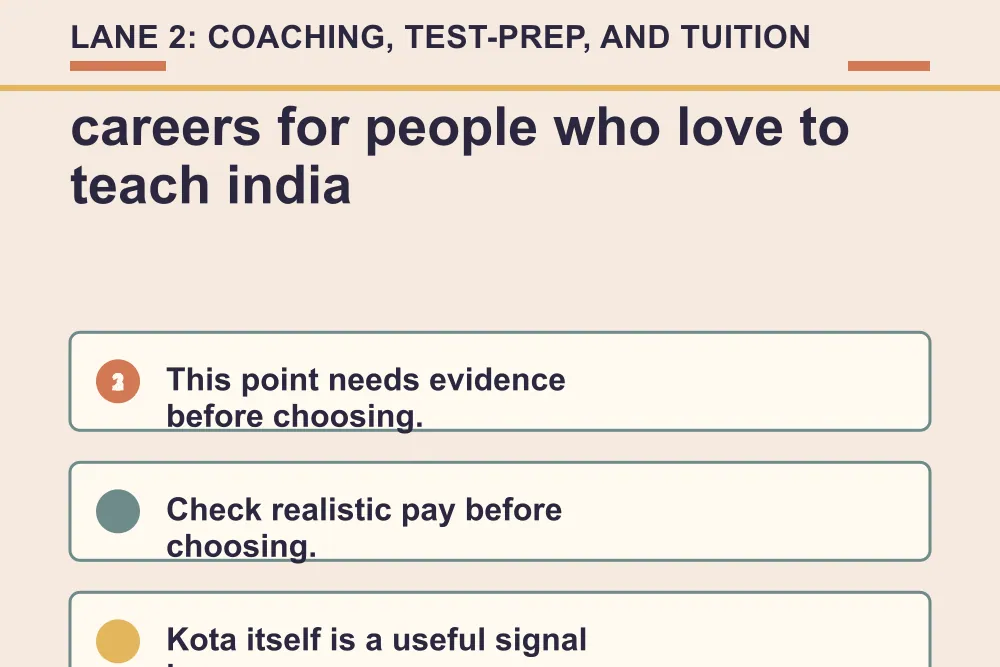 LANE 2: COACHING, TEST-PREP, AND TUITION
careers for people who love to
teach india
This point needs evidence
before choosing.
Check realistic pay before
choosing.
Kota itself is a useful signal